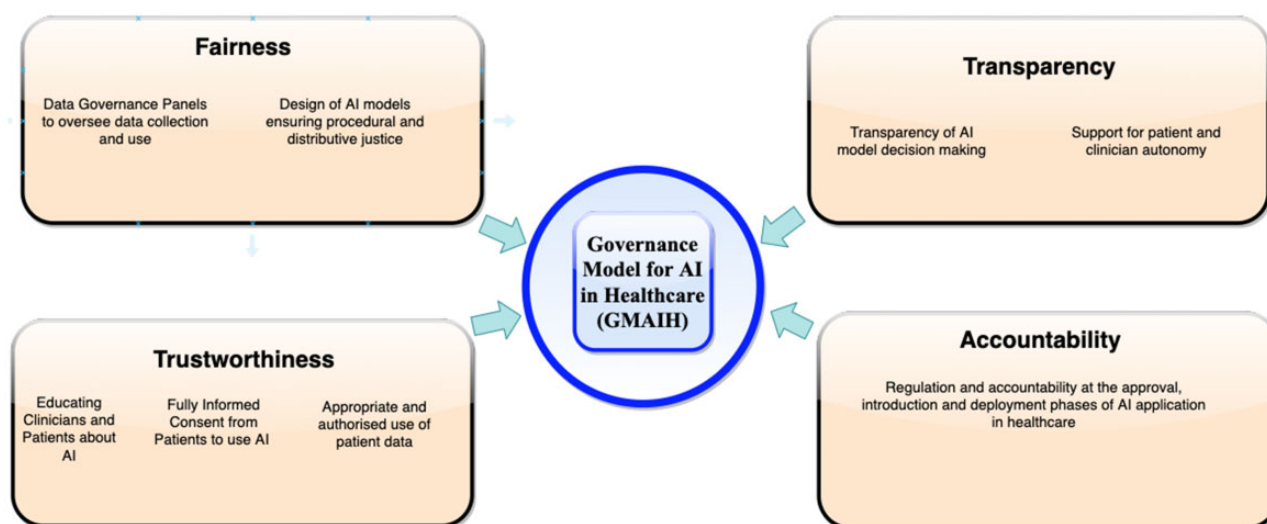 Fairness
Data Governance Panels
to oversee data collection
and use
Design of AI models
ensuring procedural and
distributive justice
Transparency
Transparency of AI
model decision making
Support for patient and
clinician autonomy
Governance
Model for AI
in Healthcare
(GMAIH)
Trustworthiness
Educating
Clinicians and
Patients about
AI
Fully Informed
Consent from
Patients to use AI
Appropriate and
authorised use of
patient data
Accountability
Regulation and accountability at the approval,
introduction and deployment phases of AI application
in healthcare